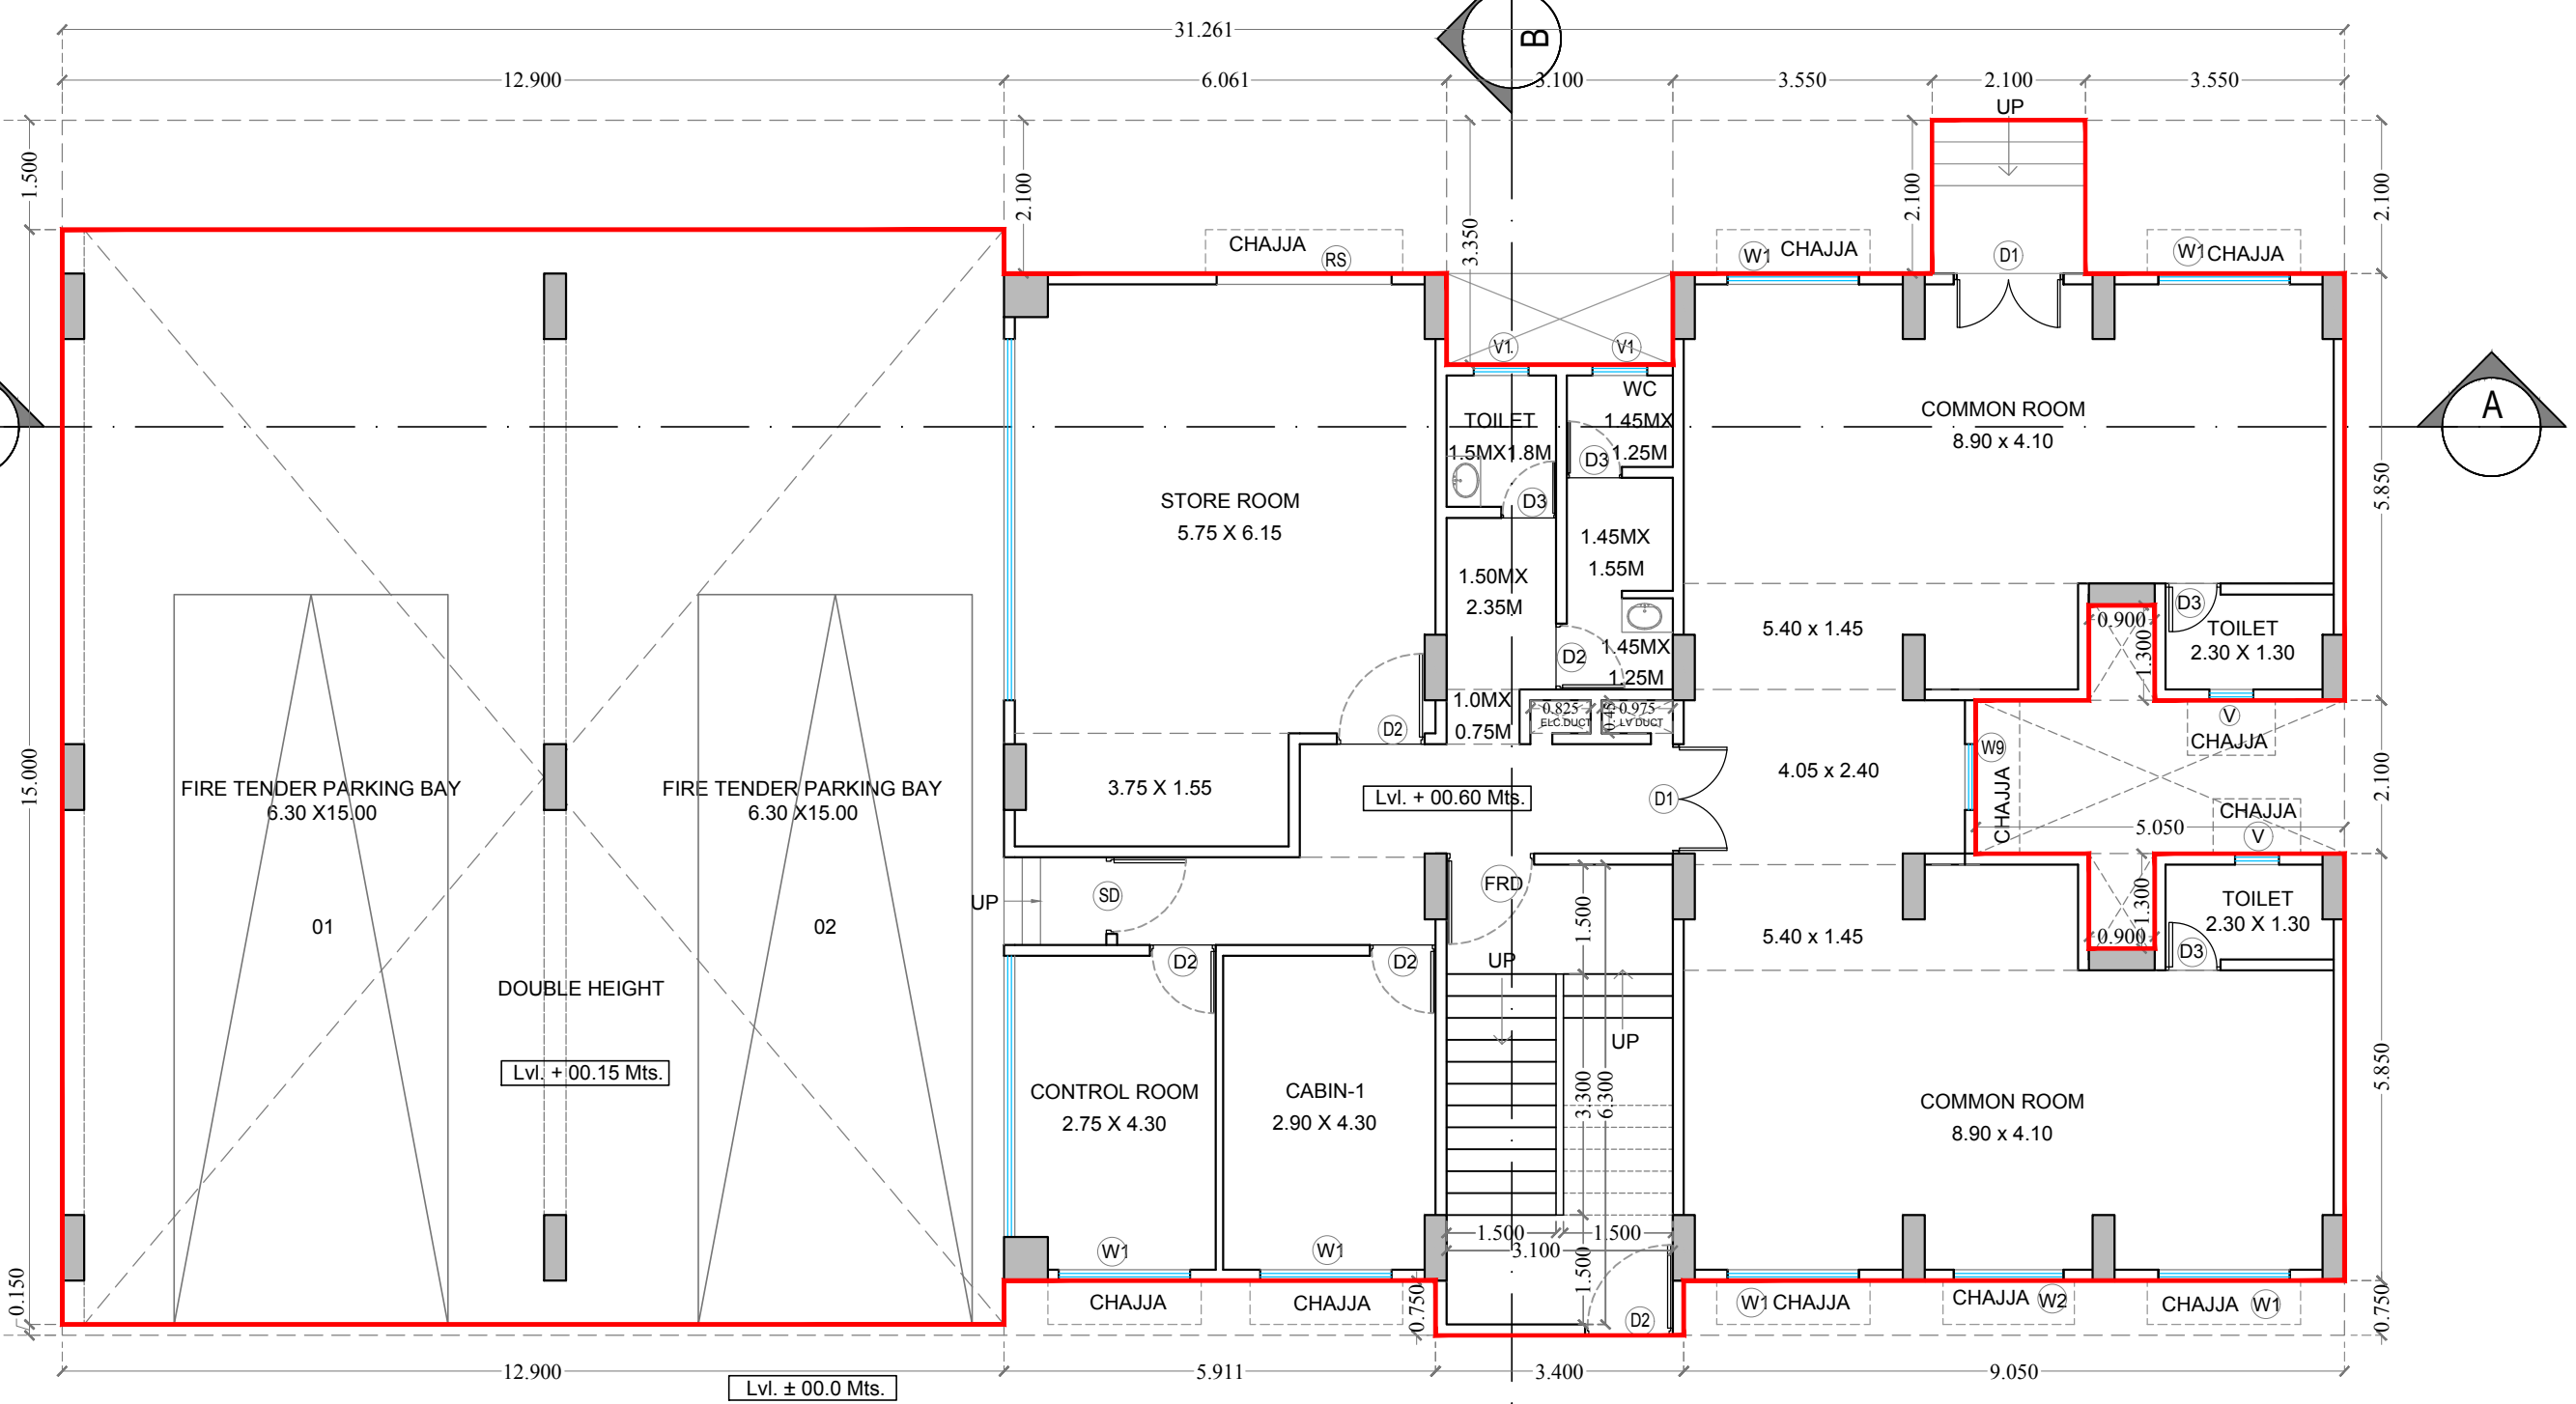 31.261
B
12.900
6.061
3.100
3.550
2.100
3.550
UP
1.500
2.100
3.350
2.100
2.100
CHAJJA
RS
W1 CHAJJA
D1
W1 CHAJJA
V1.
V1
WC
1.45MX
1.25M
TOILET
1.5MX1.8M
D3
D3
COMMON ROOM
8.90 x 4.10
A
STORE ROOM
5.75 X 6.15
5.850
1.45MX
1.55M
1.50MX
2.35M
5.40 x 1.45
0.900
1.300
D3
TOILET
2.30 X 1.30
D2
1.45MX
1.25M
1.0MX
0.75M
0.825
ELC.DUCT
0.975
LV DUCT
D2
V
CHAJJA
W9
CHAJJA
15.000
FIRE TENDER PARKING BAY
6.30 X15.00
FIRE TENDER PARKING BAY
6.30 X15.00
3.75 X 1.55
Lvl. + 00.60 Mts.
D1
4.05 x 2.40
2.100
CHAJJA
5.050
V
UP
SD
FRD
1.500
01
02
5.40 x 1.45
1.300
0.900
TOILET
2.30 X 1.30
D3
D2
D2
UP
DOUBLE HEIGHT
UP
Lvl. + 00.15 Mts.
CONTROL ROOM
2.75 X 4.30
CABIN-1
2.90 X 4.30
3.300
6.300
COMMON ROOM
8.90 x 4.10
5.850
W1
W1
1.500
1.500
3.100
1.500
0.150
CHAJJA
CHAJJA
0.750
D2
W1 CHAJJA
CHAJJA W2
CHAJJA W1
0.750
12.900
5.911
3.400
9.050
Lvl. ± 00.0 Mts.